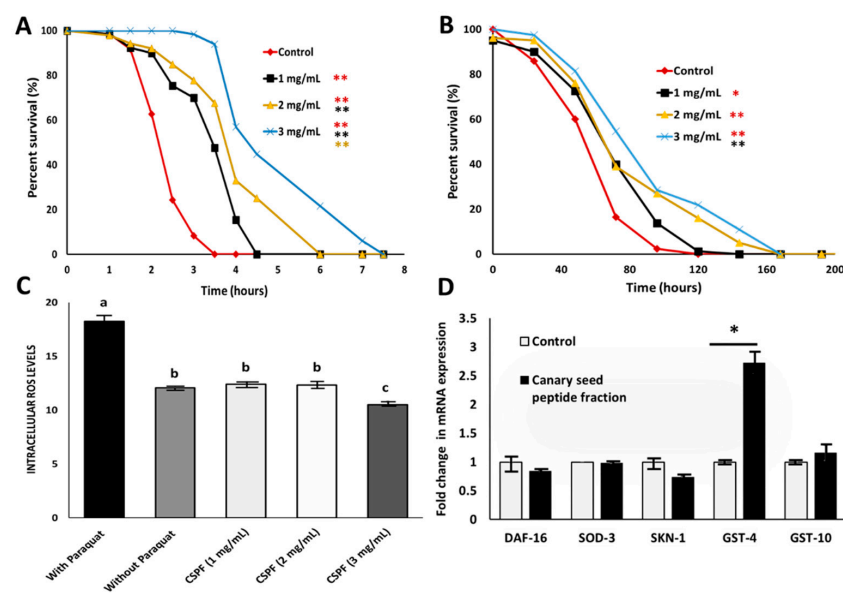 A
Percent survival (%)
100
80
60
40
20
0
0 1 2 3 4 5 6 7 8
Time (hours)
Control
1 mg/mL **
2 mg/mL **
**
3 mg/mL **
**
**
B
Percent survival (%)
100
80
60
40
20
0
0 40 80 120 160 200
Time (hours)
Control
1 mg/mL *
2 mg/mL **
3 mg/mL **
**
C
INTRACELLULAR ROS LEVELS
20
15
10
5
0
a
b
b
b
c
With Paraquat
Without Paraquat
CSPF (1 mg/mL)
CSPF (2 mg/mL)
CSPF (3 mg/mL)
D
Fold change in mRNA expression
3.5
3
2.5
2
1.5
1
0.5
0
Control
Canary seed
peptide fraction
*
DAF-16 SOD-3 SKN-1 GST-4 GST-10